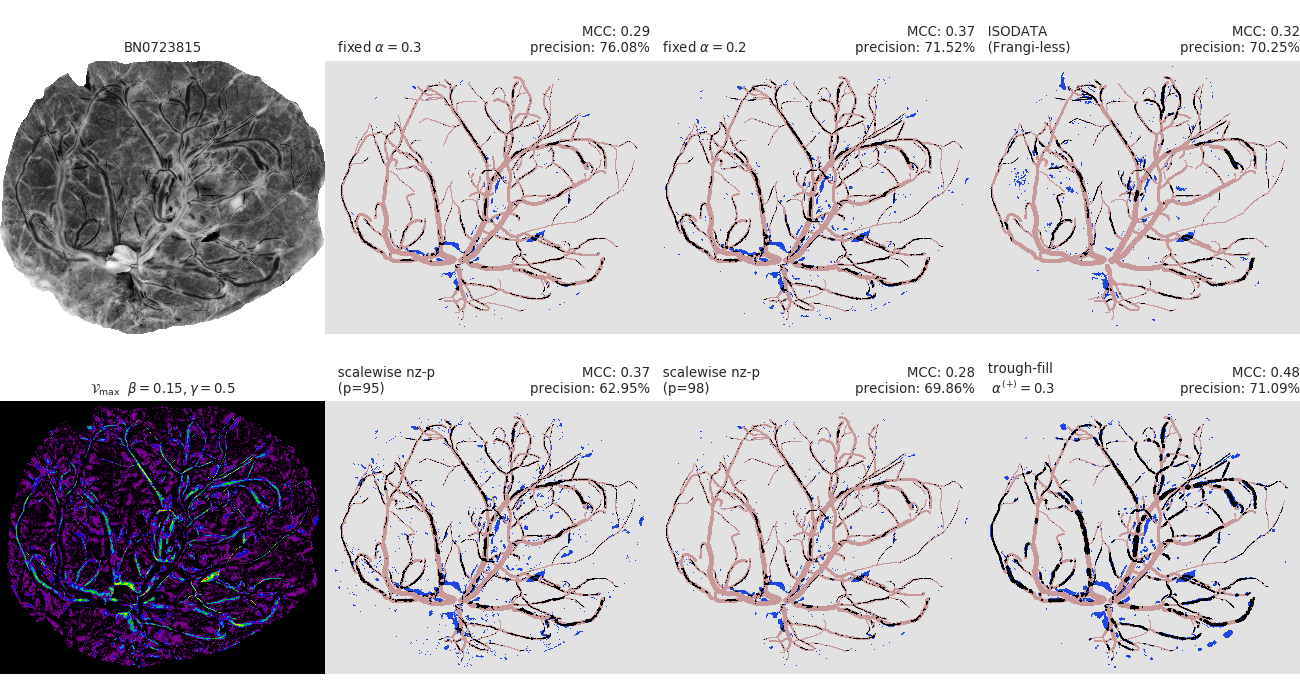 BN0723815
fixed α = 0.3
MCC: 0.29
precision: 76.08%
fixed α = 0.2
MCC: 0.37
precision: 71.52%
ISODATA
(Frangi-less)
MCC: 0.32
precision: 70.25%
𝒱max β = 0.15, γ = 0.5
scalewise nz-p
(p=95)
MCC: 0.37
precision: 62.95%
scalewise nz-p
(p=98)
MCC: 0.28
precision: 69.86%
trough-fill
α(+) = 0.3
MCC: 0.48
precision: 71.09%